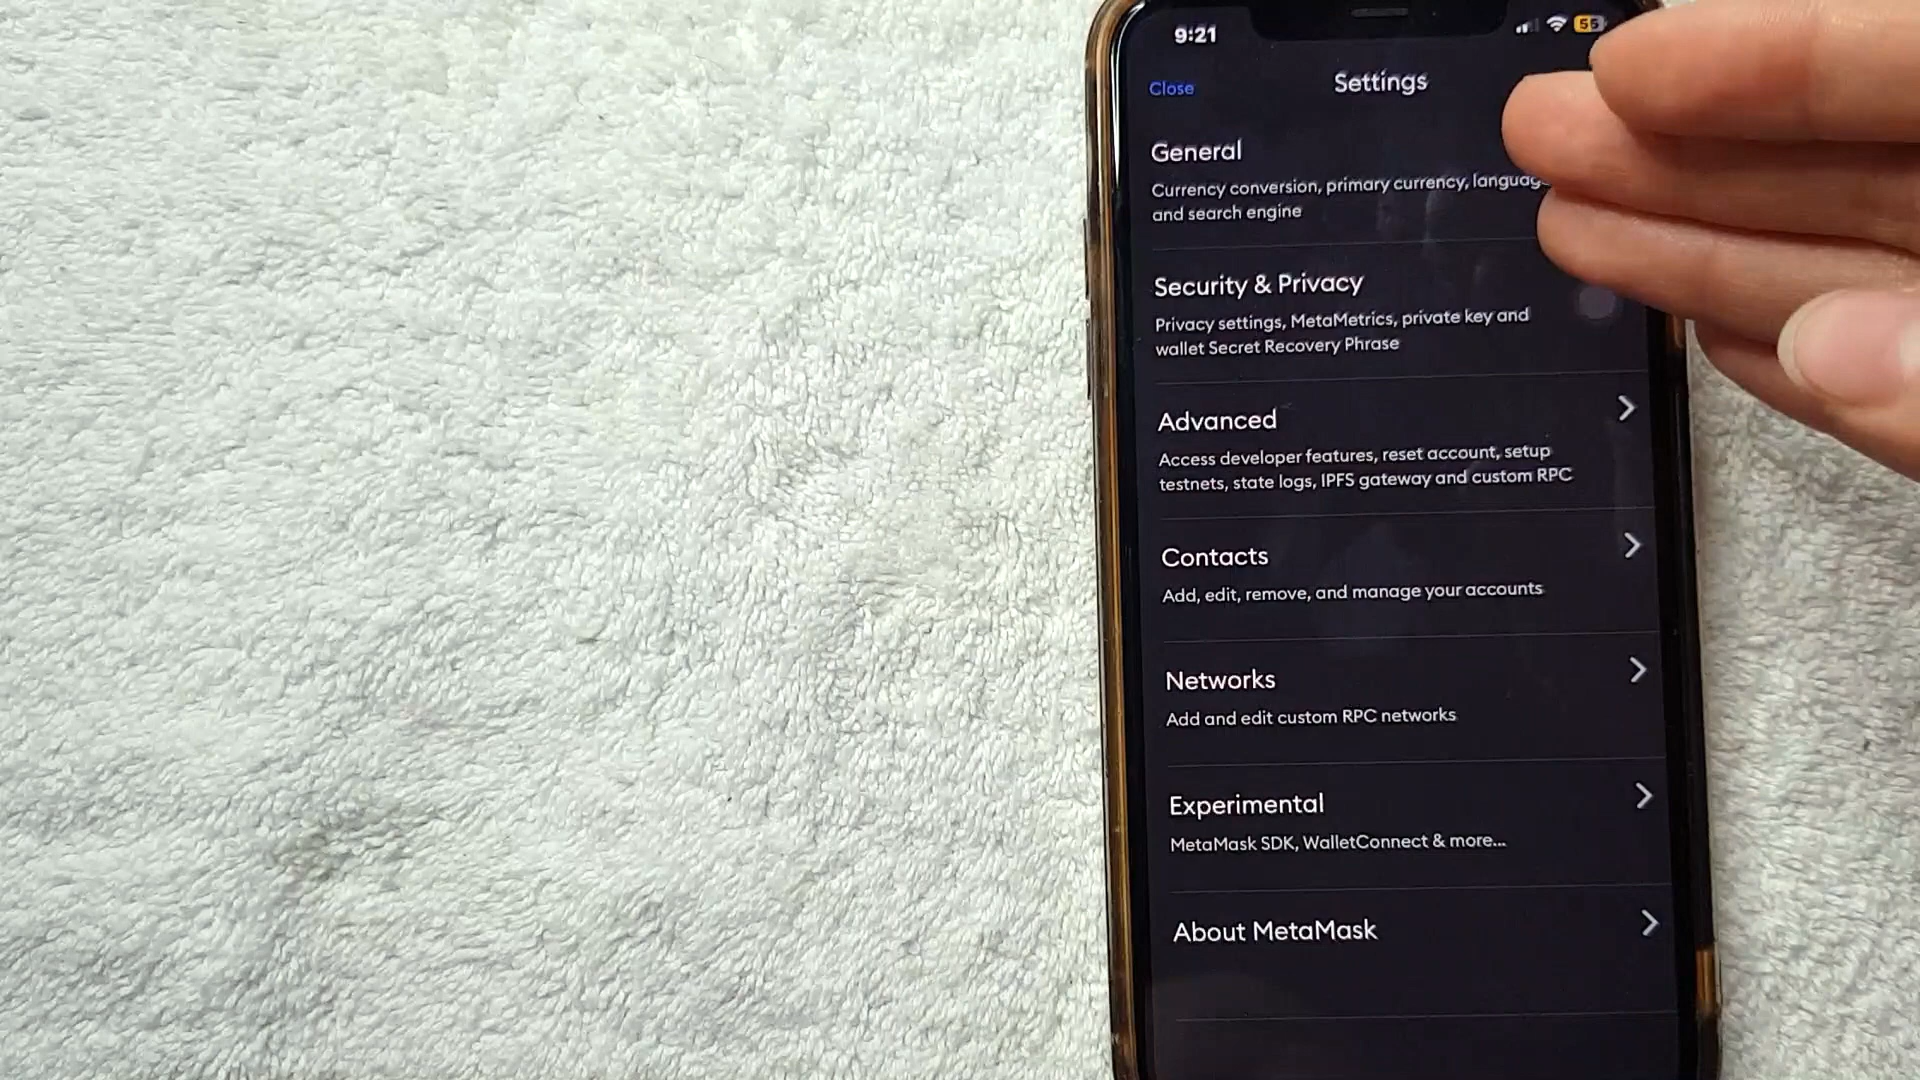 9:21
55
Close
Settings
General
Currency conversion, primary currency, language
and search engine
Security & Privacy
Privacy settings, MetaMetrics, private key and
wallet Secret Recovery Phrase
Advanced
Access developer features, reset account, setup
testnets, state logs, IPFS gateway and custom RPC
Contacts
Add, edit, remove, and manage your accounts
Networks
Add and edit custom RPC networks
Experimental
MetaMask SDK, WalletConnect & more...
About MetaMask